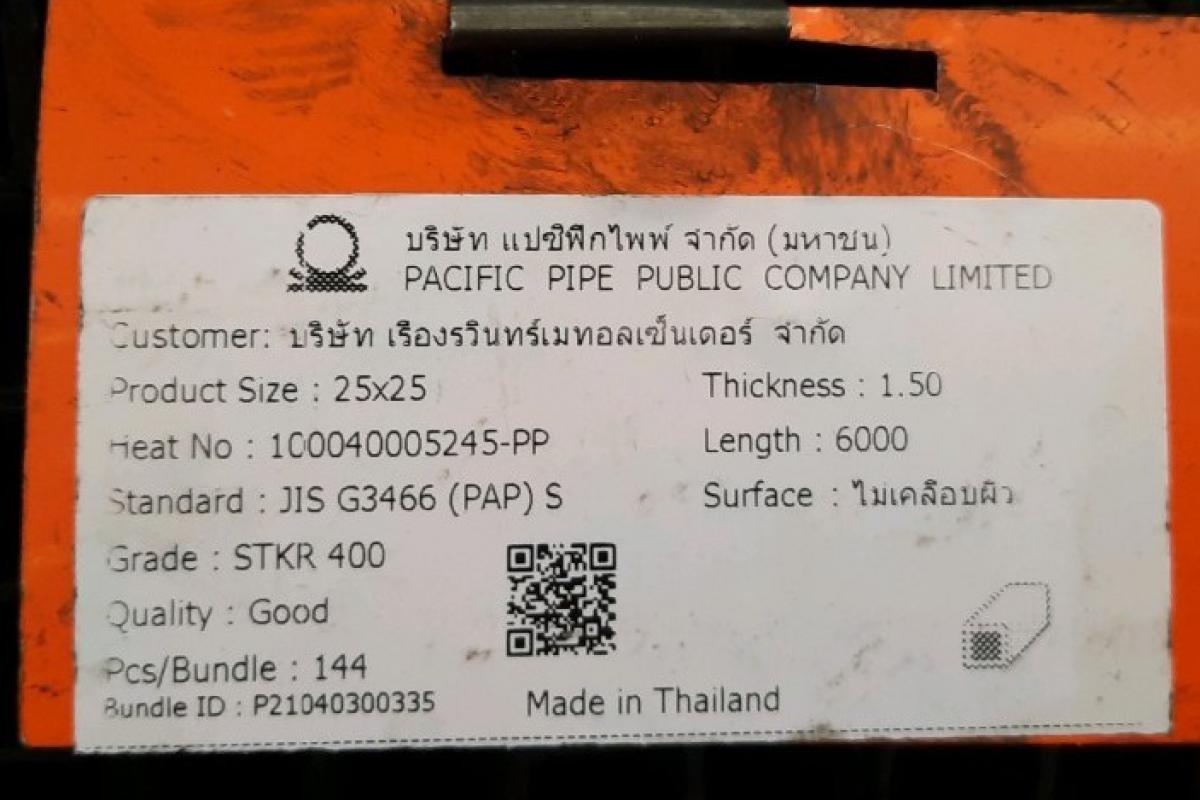 บริษัท แปซิฟิกไพพ์ จำกัด (มหาชน)
PACIFIC PIPE PUBLIC COMPANY LIMITED
Customer: บริษัท เรืองรวินทร์เมทอลเซ็นเตอร์ จำกัด
Product Size : 25x25 Thickness : 1.50
Heat No : 100040005245-PP Length : 6000
Standard : JIS G3466 (PAP) S Surface : ไม่เคลือบผิว
Grade : STKR 400
Quality : Good
Pcs/Bundle : 144
Bundle ID : P21040300335 Made in Thailand